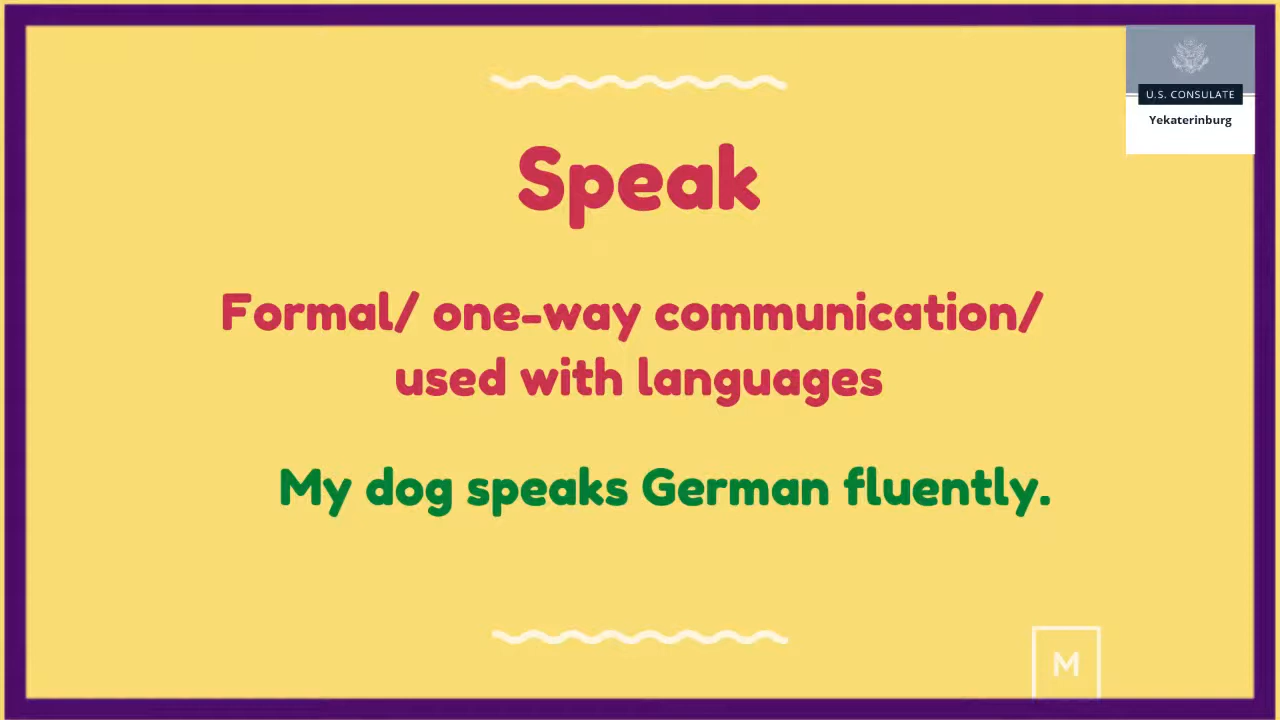 U.S. CONSULATE
Yekaterinburg
Speak
Formal/ one-way communication/
used with languages
My dog speaks German fluently.
M